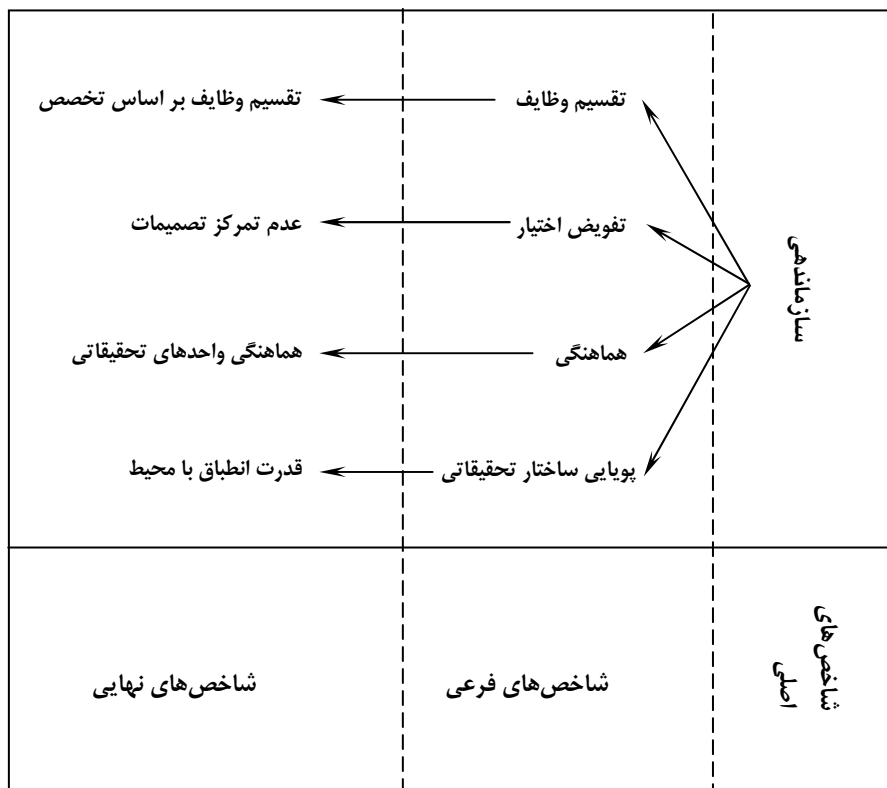 سازماندهی
تقسیم وظایف
تقسیم وظایف بر اساس تخصص
تفویض اختیار
عدم تمرکز تصمیمات
هماهنگی
هماهنگی واحدهای تحقیقاتی
پویایی ساختار تحقیقاتی
قدرت انطباق با محیط
شاخص‌های
اصلی
شاخص‌های فرعی
شاخص‌های نهایی